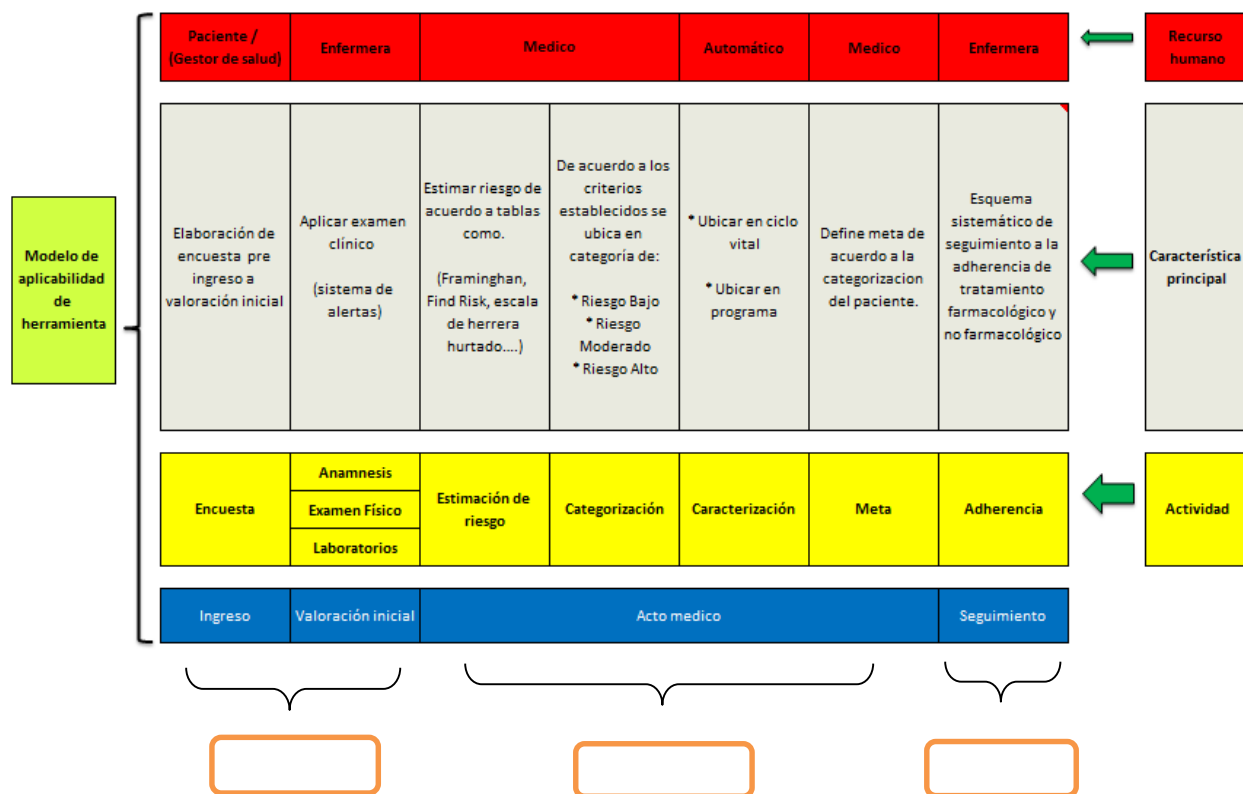 Paciente /
(Gestor de salud)
Enfermera
Medico
Automático
Medico
Enfermera
Recurso
humano
Modelo de
aplicabilidad
de
herramienta
Elaboración de
encuesta pre
ingreso a
valoración inicial
Aplicar examen
clínico
(sistema de
alertas)
Estimar riesgo de
acuerdo a tablas
como.
(Framinghan,
Find Risk, escala
de herrera
hurtado....)
De acuerdo a los
criterios
establecidos se
ubica en
categoría de:
* Riesgo Bajo
* Riesgo
Moderado
* Riesgo Alto
* Ubicar en ciclo
vital
* Ubicar en
programa
Define meta de
acuerdo a la
categorizacion
del paciente.
Esquema
sistemático de
seguimiento a la
adherencia de
tratamiento
farmacológico y
no farmacológico
Característica
principal
Encuesta
Anamnesis
Examen Físico
Laboratorios
Estimación de
riesgo
Categorización
Caracterización
Meta
Adherencia
Actividad
Ingreso
Valoración inicial
Acto medico
Seguimiento